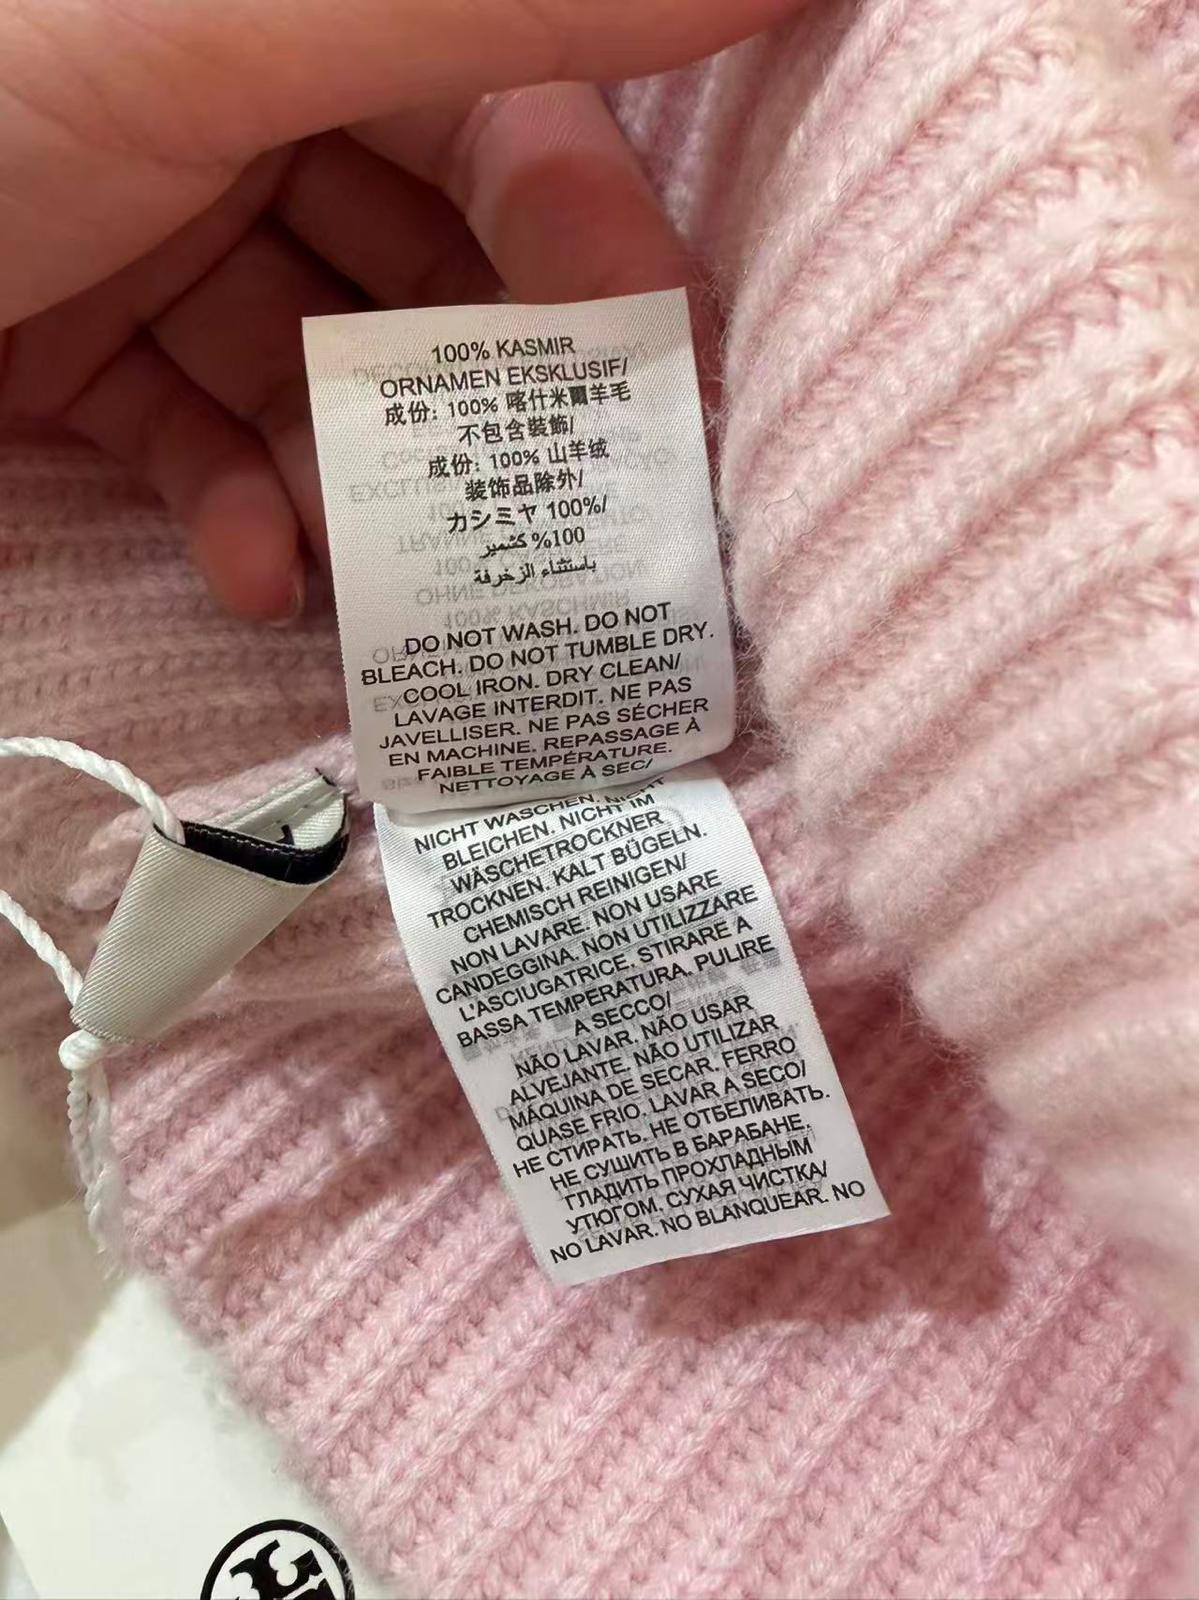 100% KASMIR
ORNAMEN EKSKLUSIF/
成份: 100% 喀什米爾羊毛
不包含裝飾/
成份: 100% 山羊绒
装饰品除外/
カシミヤ 100%/
100% كشمير
باستثناء الزخرفة
DO NOT WASH. DO NOT
BLEACH. DO NOT TUMBLE DRY.
COOL IRON. DRY CLEAN/
LAVAGE INTERDIT. NE PAS
JAVELLISER. NE PAS SÉCHER
EN MACHINE. REPASSAGE À
FAIBLE TEMPÉRATURE.
NETTOYAGE À SEC/
NICHT WASCHEN. NICHT
BLEICHEN. NICHT IM
WÄSCHETROCKNER
TROCKNEN. KALT BÜGELN.
CHEMISCH REINIGEN/
NON LAVARE. NON USARE
CANDEGGINA. NON UTILIZZARE
L'ASCIUGATRICE. STIRARE A
BASSA TEMPERATURA. PULIRE
A SECCO/
NÃO LAVAR. NÃO USAR
ALVEJANTE. NÃO UTILIZAR
MÁQUINA DE SECAR. FERRO
QUASE FRIO. LAVAR A SECO/
НЕ СТИРАТЬ. НЕ ОТБЕЛИВАТЬ.
НЕ СУШИТЬ В БАРАБАНЕ.
ГЛАДИТЬ ПРОХЛАДНЫМ
УТЮГОМ. СУХАЯ ЧИСТКА/
NO LAVAR. NO BLANQUEAR. NO